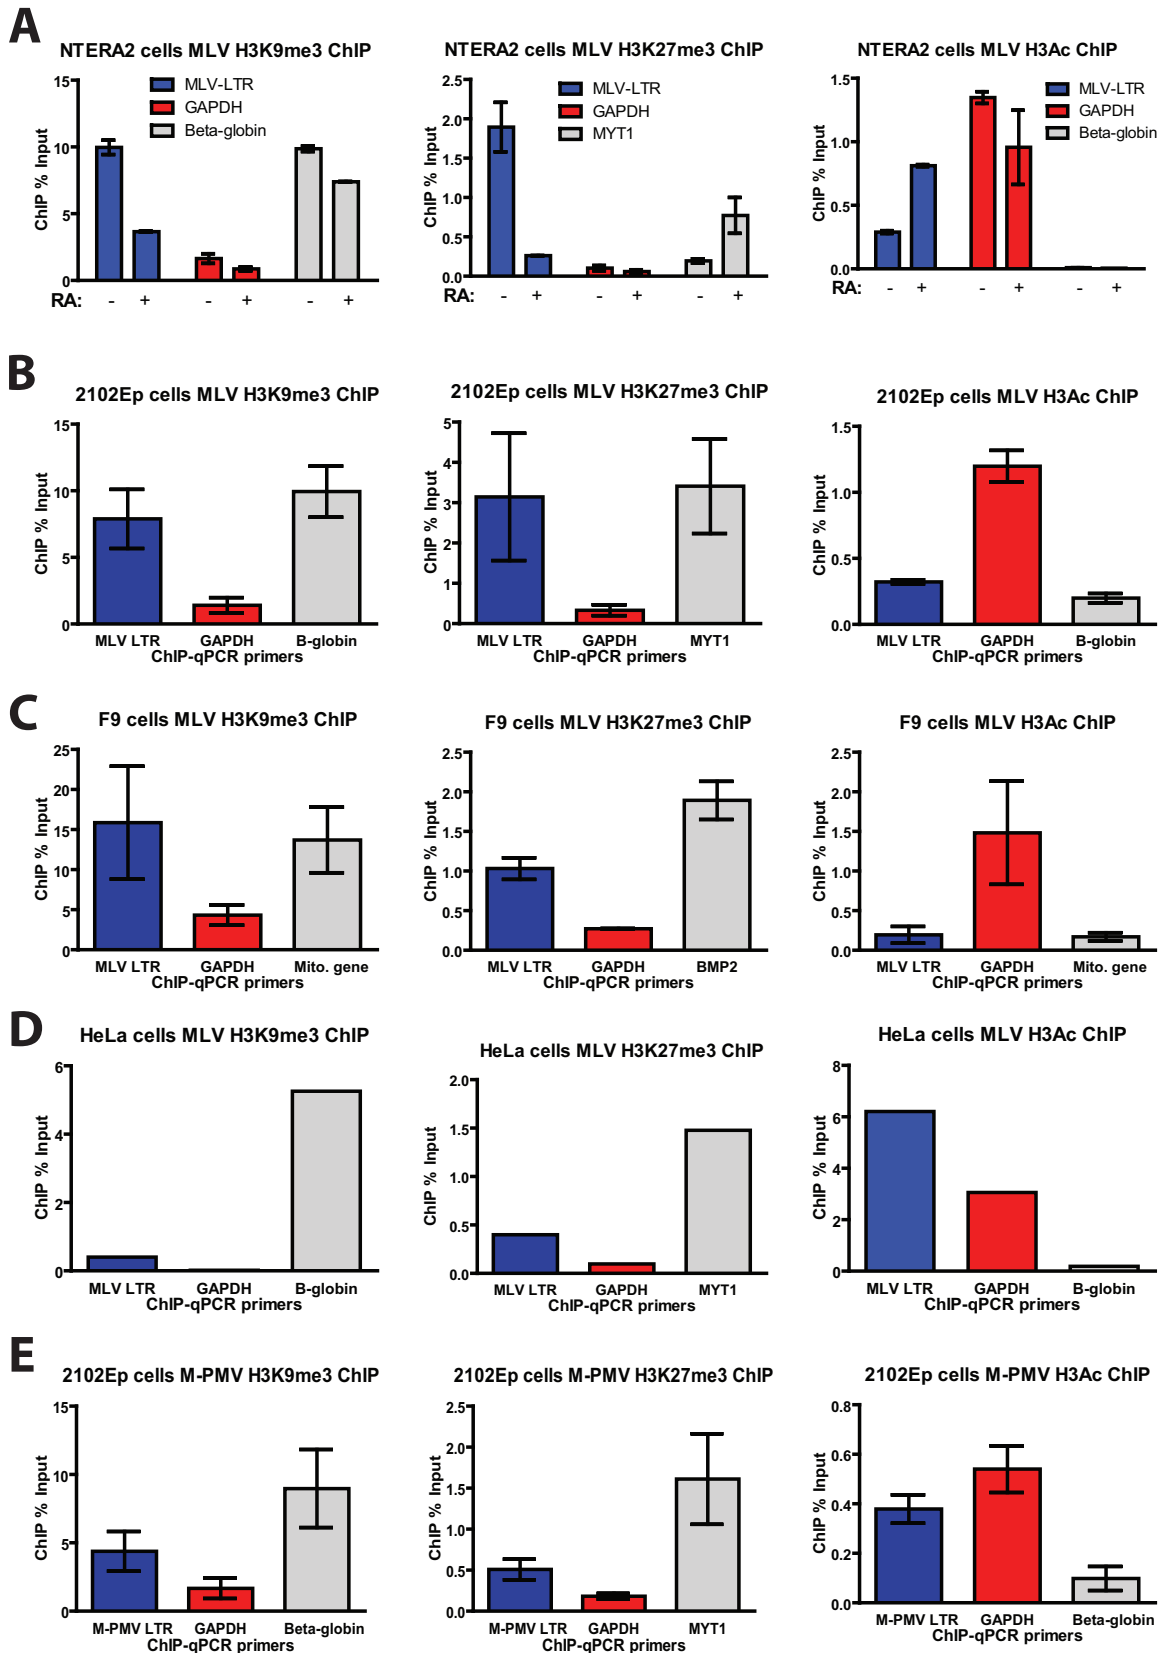 A
NTERA2 cells MLV H3K9me3 ChIP
ChIP % Input
15
10
5
0
MLV-LTR
GAPDH
Beta-globin
RA: - + - + - +
NTERA2 cells MLV H3K27me3 ChIP
ChIP % Input
2.5
2.0
1.5
1.0
0.5
0.0
MLV-LTR
GAPDH
MYT1
RA: - + - + - +
NTERA2 cells MLV H3Ac ChIP
ChIP % Input
1.5
1.0
0.5
0.0
MLV-LTR
GAPDH
Beta-globin
RA: - + - + - +
B
2102Ep cells MLV H3K9me3 ChIP
ChIP % Input
15
10
5
0
MLV LTR GAPDH B-globin
ChIP-qPCR primers
2102Ep cells MLV H3K27me3 ChIP
ChIP % Input
5
4
3
2
1
0
MLV LTR GAPDH MYT1
ChIP-qPCR primers
2102Ep cells MLV H3Ac ChIP
ChIP % Input
1.5
1.0
0.5
0.0
MLV LTR GAPDH B-globin
ChIP-qPCR primers
C
F9 cells MLV H3K9me3 ChIP
ChIP % Input
25
20
15
10
5
0
MLV LTR GAPDH Mito. gene
ChIP-qPCR primers
F9 cells MLV H3K27me3 ChIP
ChIP % Input
2.5
2.0
1.5
1.0
0.5
0.0
MLV LTR GAPDH BMP2
ChIP-qPCR primers
F9 cells MLV H3Ac ChIP
ChIP % Input
2.5
2.0
1.5
1.0
0.5
0.0
MLV LTR GAPDH Mito. gene
ChIP-qPCR primers
D
HeLa cells MLV H3K9me3 ChIP
ChIP % Input
6
4
2
0
MLV LTR GAPDH B-globin
ChIP-qPCR primers
HeLa cells MLV H3K27me3 ChIP
ChIP % Input
2.0
1.5
1.0
0.5
0.0
MLV LTR GAPDH MYT1
ChIP-qPCR primers
HeLa cells MLV H3Ac ChIP
ChIP % Input
8
6
4
2
0
MLV LTR GAPDH B-globin
ChIP-qPCR primers
E
2102Ep cells M-PMV H3K9me3 ChIP
ChIP % Input
15
10
5
0
M-PMV LTR GAPDH Beta-globin
ChIP-qPCR primers
2102Ep cells M-PMV H3K27me3 ChIP
ChIP % Input
2.5
2.0
1.5
1.0
0.5
0.0
M-PMV LTR GAPDH MYT1
ChIP-qPCR primers
2102Ep cells M-PMV H3Ac ChIP
ChIP % Input
0.8
0.6
0.4
0.2
0.0
M-PMV LTR GAPDH Beta-globin
ChIP-qPCR primers